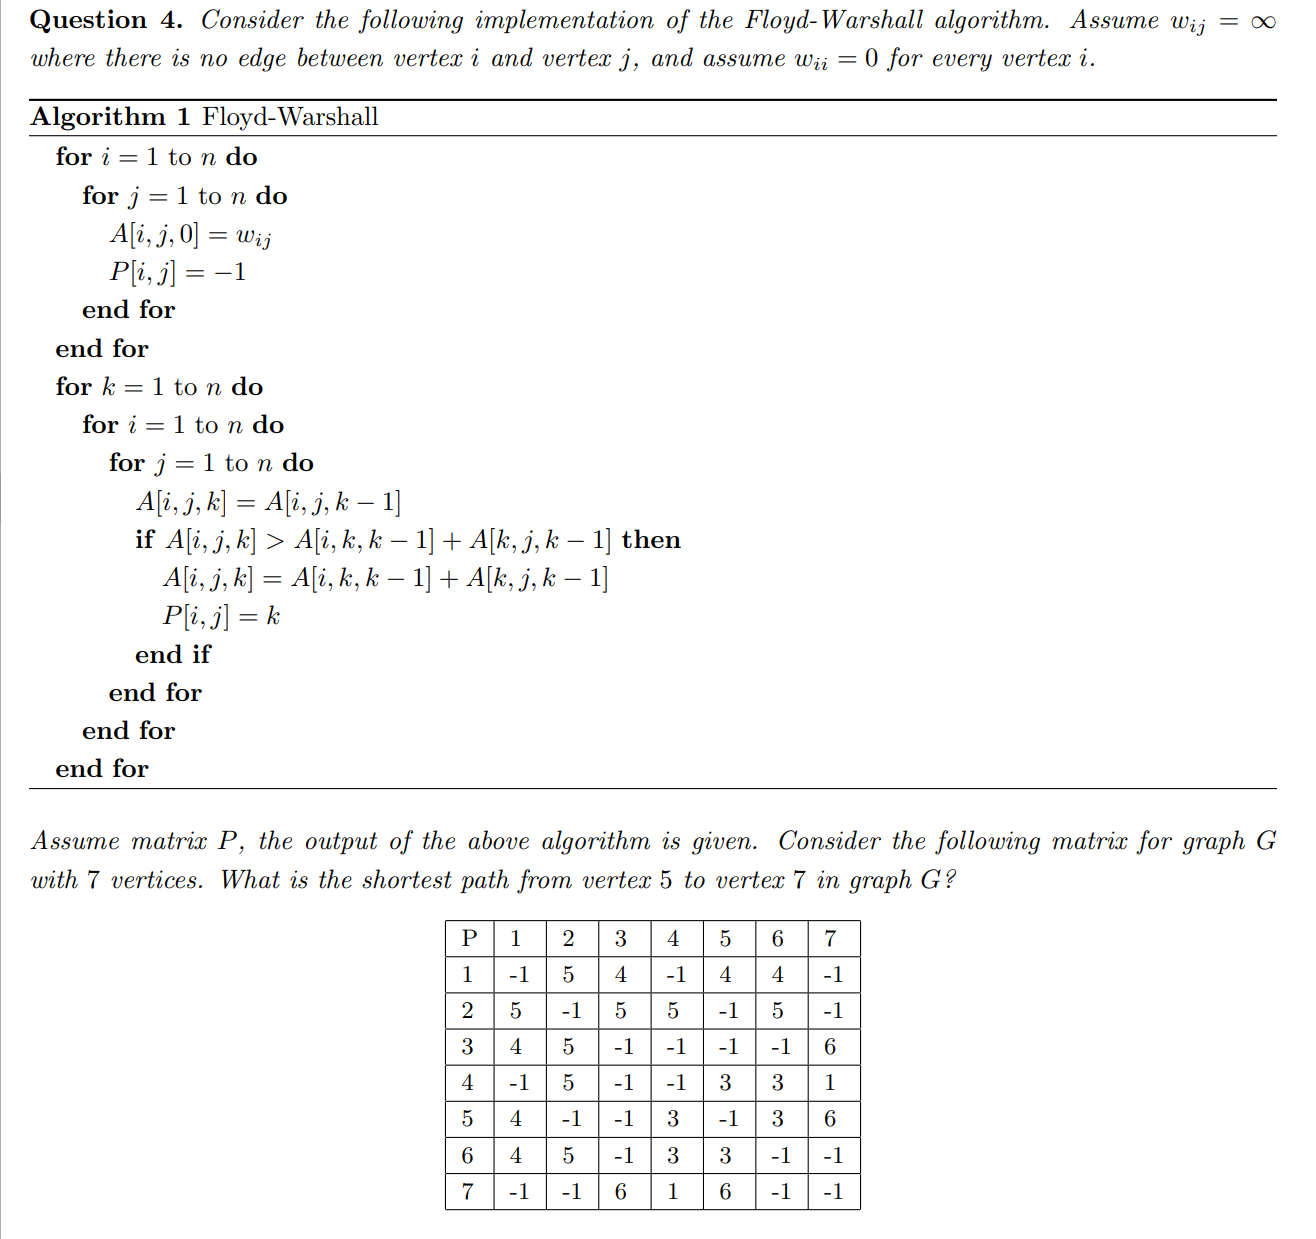 Question 4. Consider the following implementation of the Floyd-Warshall algorithm. Assume w_{ij} = ∞
where there is no edge between vertex i and vertex j, and assume w_{ii} = 0 for every vertex i.
Algorithm 1 Floyd-Warshall
for i = 1 to n do
for j = 1 to n do
A[i, j, 0] = w_{ij}
P[i, j] = −1
end for
end for
for k = 1 to n do
for i = 1 to n do
for j = 1 to n do
A[i, j, k] = A[i, j, k − 1]
if A[i, j, k] > A[i, k, k − 1] + A[k, j, k − 1] then
A[i, j, k] = A[i, k, k − 1] + A[k, j, k − 1]
P[i, j] = k
end if
end for
end for
end for
Assume matrix P, the output of the above algorithm is given. Consider the following matrix for graph G
with 7 vertices. What is the shortest path from vertex 5 to vertex 7 in graph G?
P 1 2 3 4 5 6 7
1 -1 5 4 -1 4 4 -1
2 5 -1 5 5 -1 5 -1
3 4 5 -1 -1 -1 -1 6
4 -1 5 -1 -1 3 3 1
5 4 -1 -1 3 -1 3 6
6 4 5 -1 3 3 -1 -1
7 -1 -1 6 1 6 -1 -1